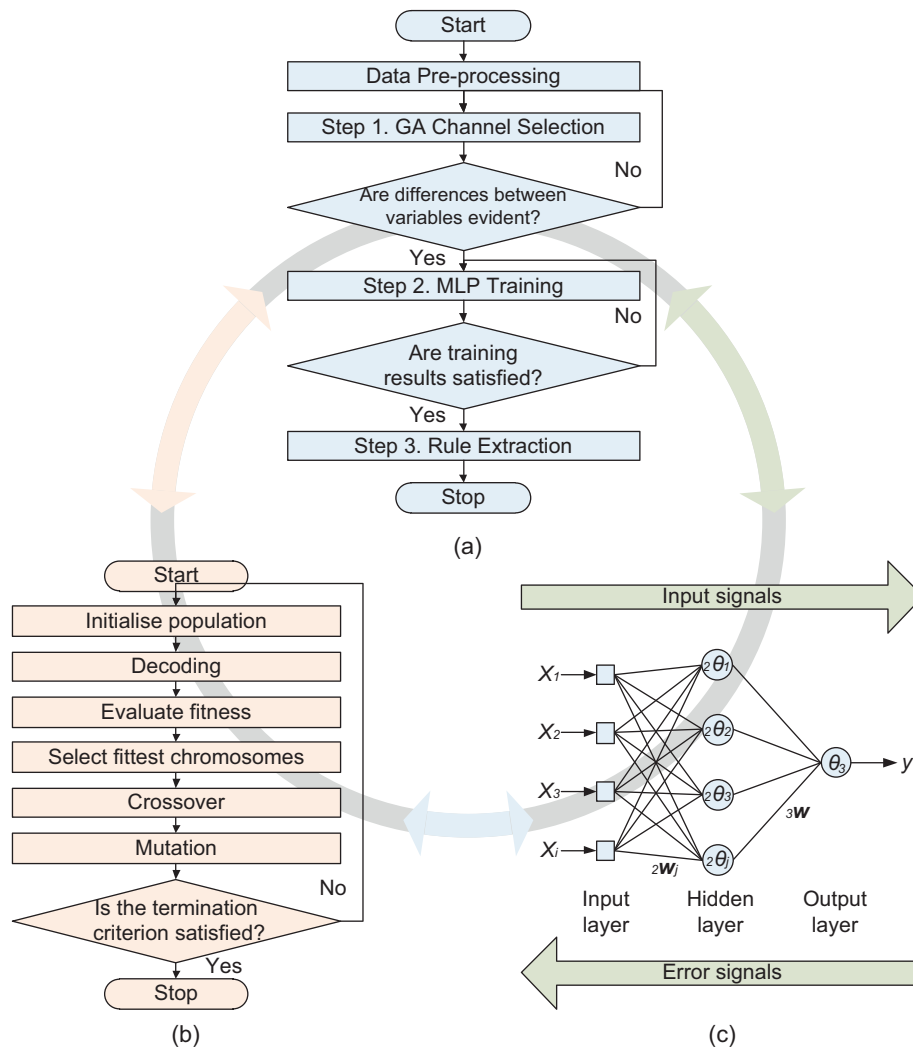 Start
Data Pre-processing
Step 1. GA Channel Selection
No
Are differences between
variables evident?
Yes
Step 2. MLP Training
No
Are training
results satisfied?
Yes
Step 3. Rule Extraction
Stop
(a)
Start
Initialise population
Decoding
Evaluate fitness
Select fittest chromosomes
Crossover
Mutation
No
Is the termination
criterion satisfied?
Yes
Stop
(b)
Input signals
X1
2θ1
X2
2θ2
θ3
y
X3
2θ3
3w
Xi
2θj
2wj
Input
layer
Hidden
layer
Output
layer
Error signals
(c)